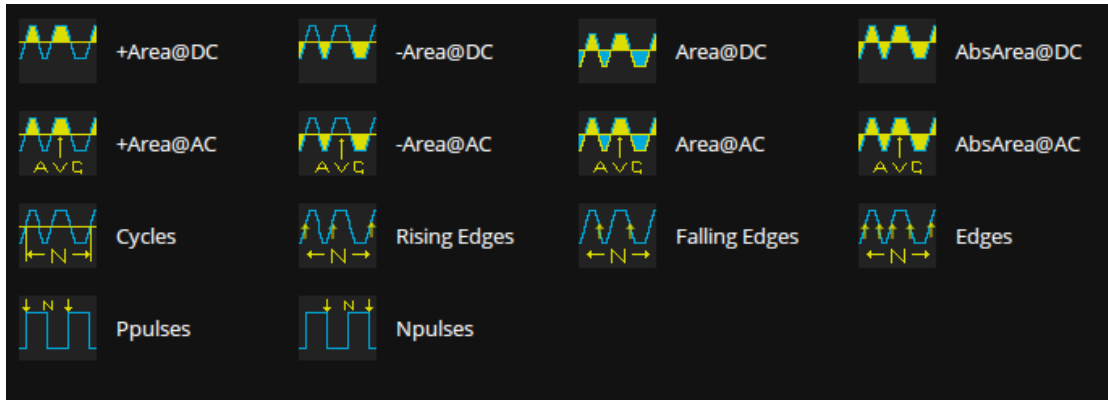 +Area@DC -Area@DC Area@DC AbsArea@DC
+Area@AC -Area@AC Area@AC AbsArea@AC
AVG AVG AVG AVG
Cycles Rising Edges Falling Edges Edges
N N N N
N N
Ppulses Npulses